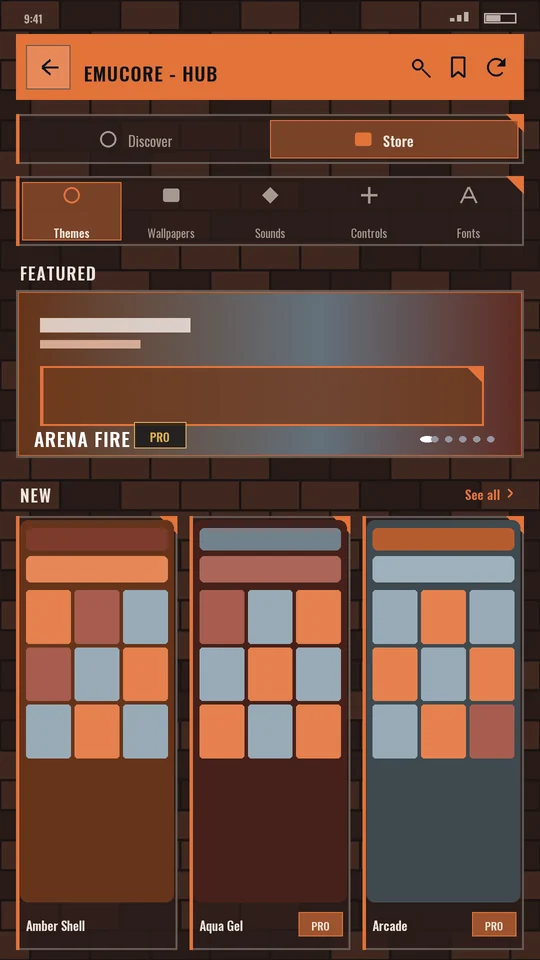 9:41
EMUCORE - HUB
Discover
Store
Themes
Wallpapers
Sounds
Controls
Fonts
FEATURED
ARENA FIRE
PRO
NEW
See all
Amber Shell
Aqua Gel
PRO
Arcade
PRO